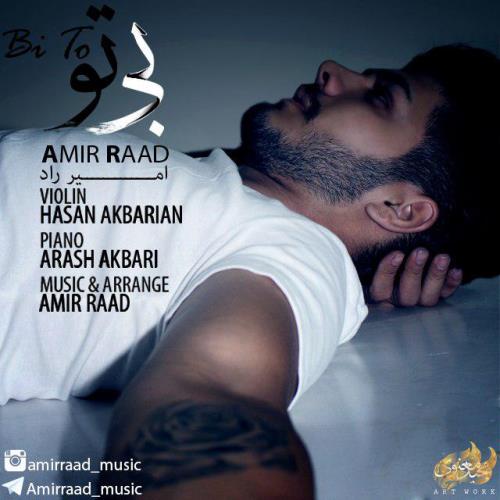 Bi To
بی تو
AMIR RAAD
امیر راد
VIOLIN
HASAN AKBARIAN
PIANO
ARASH AKBARI
MUSIC & ARRANGE
AMIR RAAD
amirraad_music
Amirraad_music
ART WORK